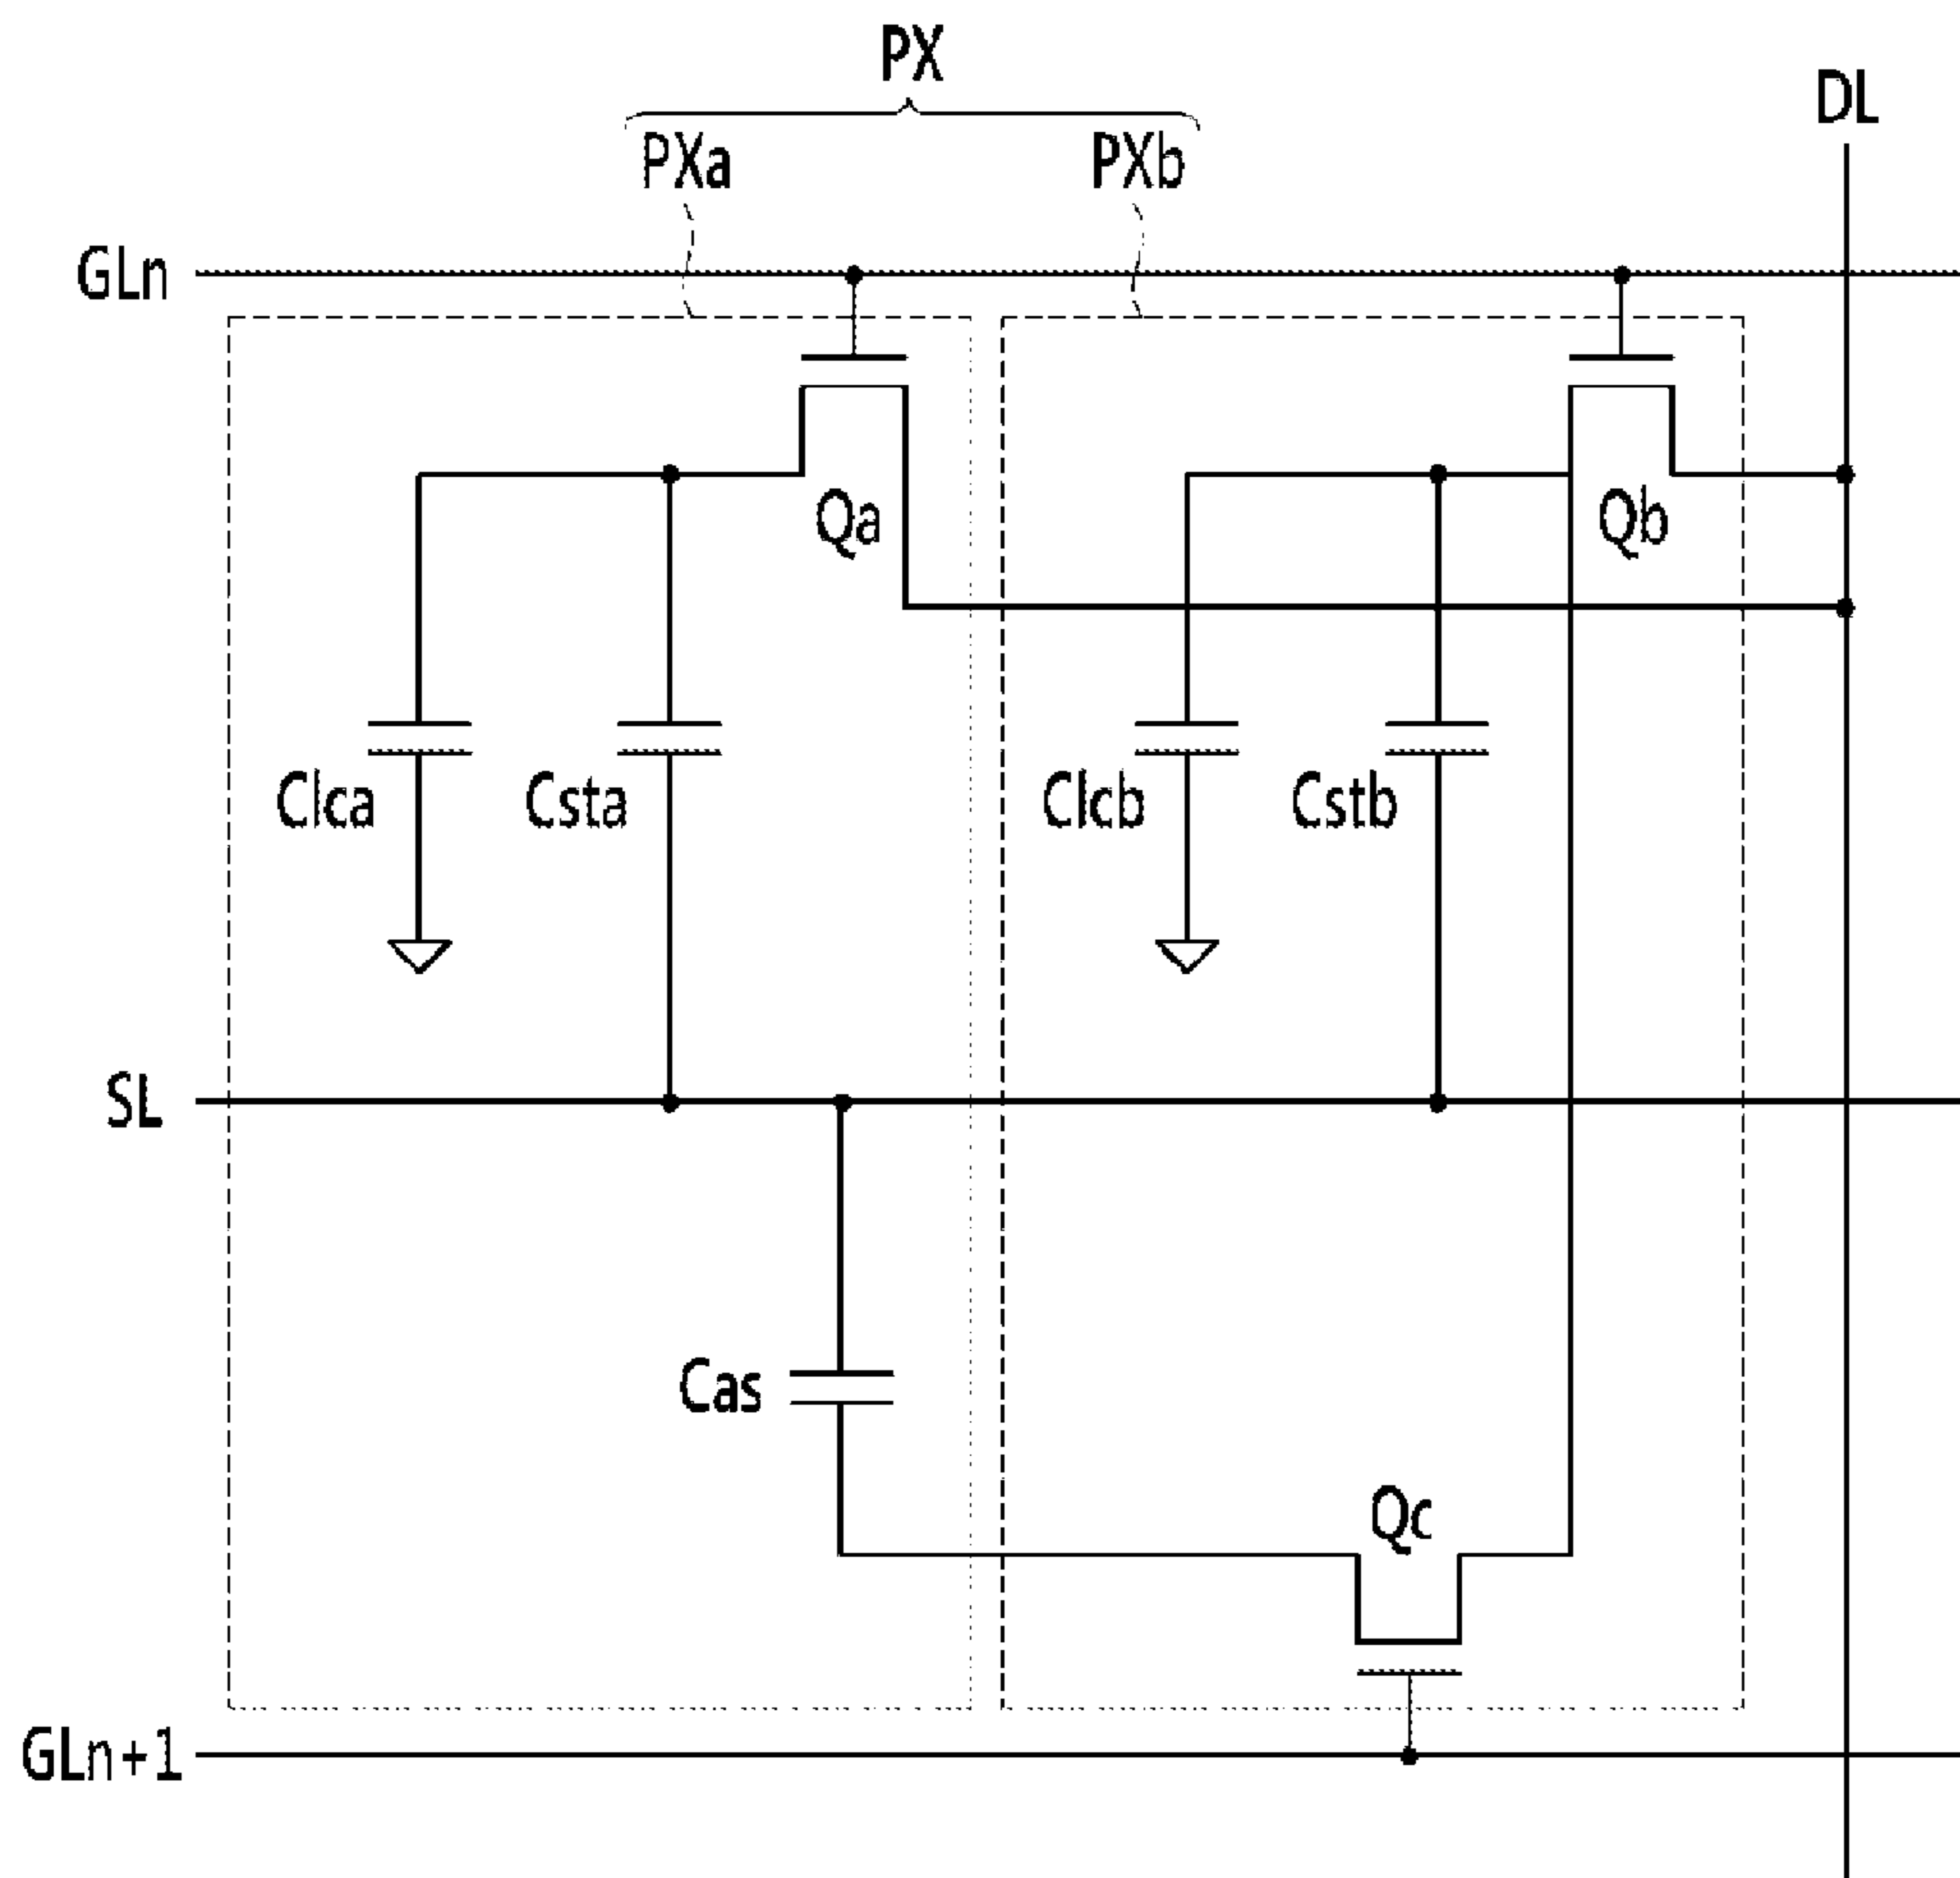 PX
DL
PXa
PXb
GLn
Qa
Qb
Clca
Csta
Clcb
Cstb
SL
Cas
Qc
GLn+1